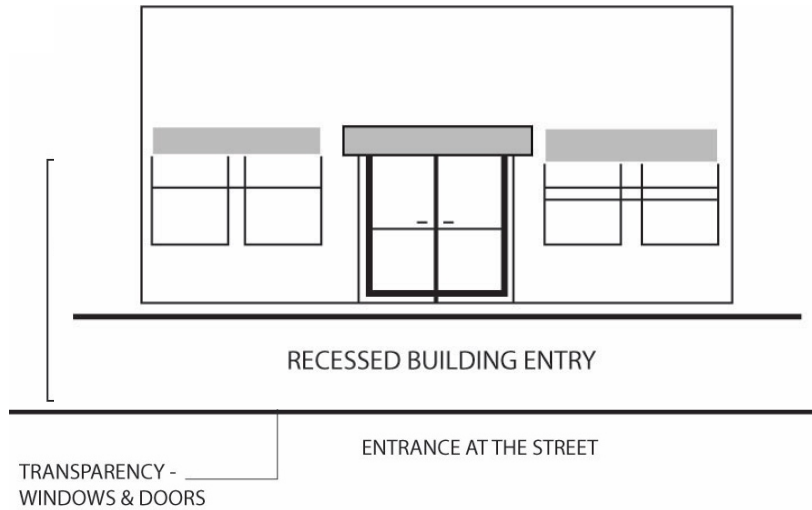 RECESSED BUILDING ENTRY
ENTRANCE AT THE STREET
TRANSPARENCY -
WINDOWS & DOORS